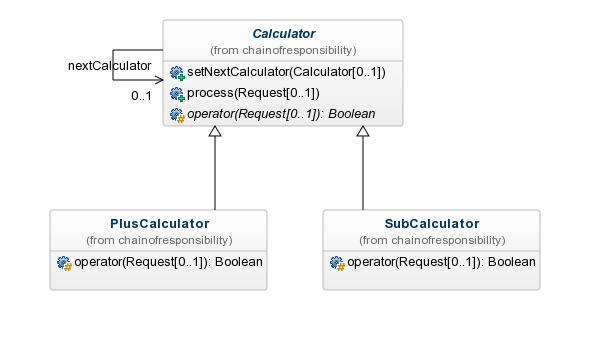 Calculator
(from chainofresponsibility)
nextCalculator
0..1
setNextCalculator(Calculator[0..1])
process(Request[0..1])
operator(Request[0..1]): Boolean
PlusCalculator
(from chainofresponsibility)
operator(Request[0..1]): Boolean
SubCalculator
(from chainofresponsibility)
operator(Request[0..1]): Boolean